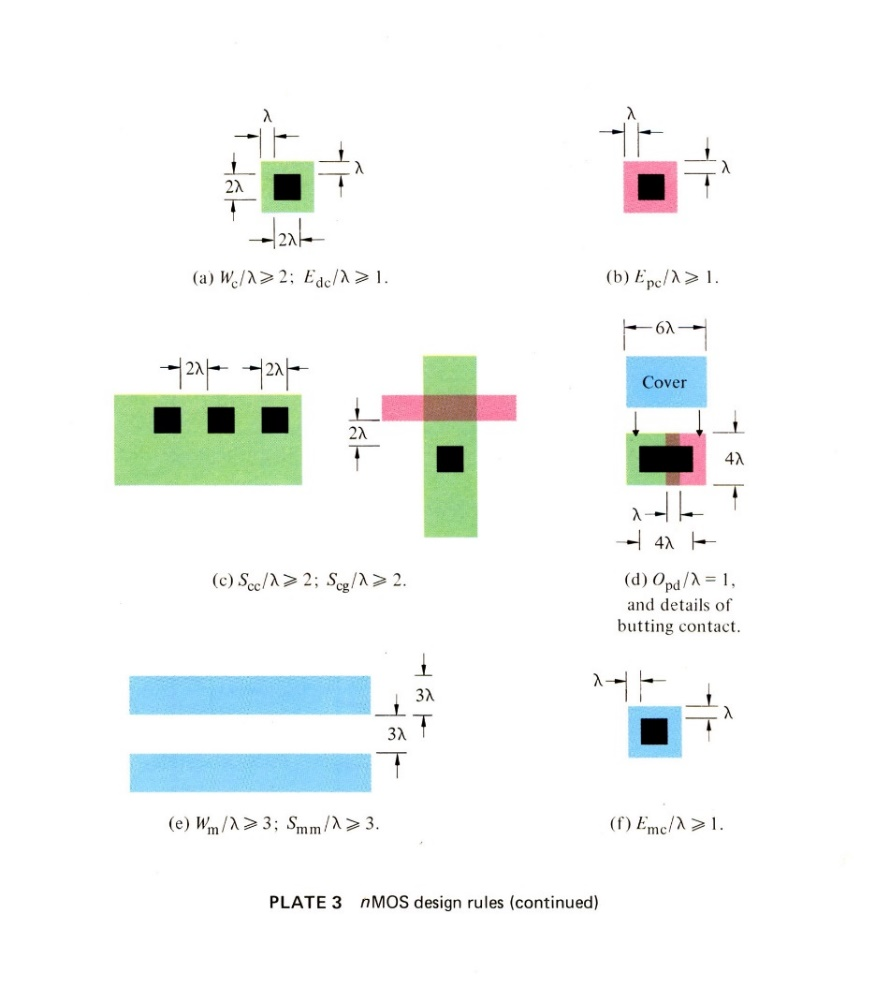 λ
λ
2λ
2λ
(a) W_c/λ ⩾ 2; E_dc/λ ⩾ 1.
λ
λ
(b) E_pc/λ ⩾ 1.
2λ 2λ
2λ
(c) S_cc/λ ⩾ 2; S_cg/λ ⩾ 2.
6λ
Cover
4λ
λ
4λ
(d) O_pd/λ = 1,
and details of
butting contact.
3λ
3λ
(e) W_m/λ ⩾ 3; S_mm/λ ⩾ 3.
λ
λ
(f) E_mc/λ ⩾ 1.
PLATE 3 nMOS design rules (continued)